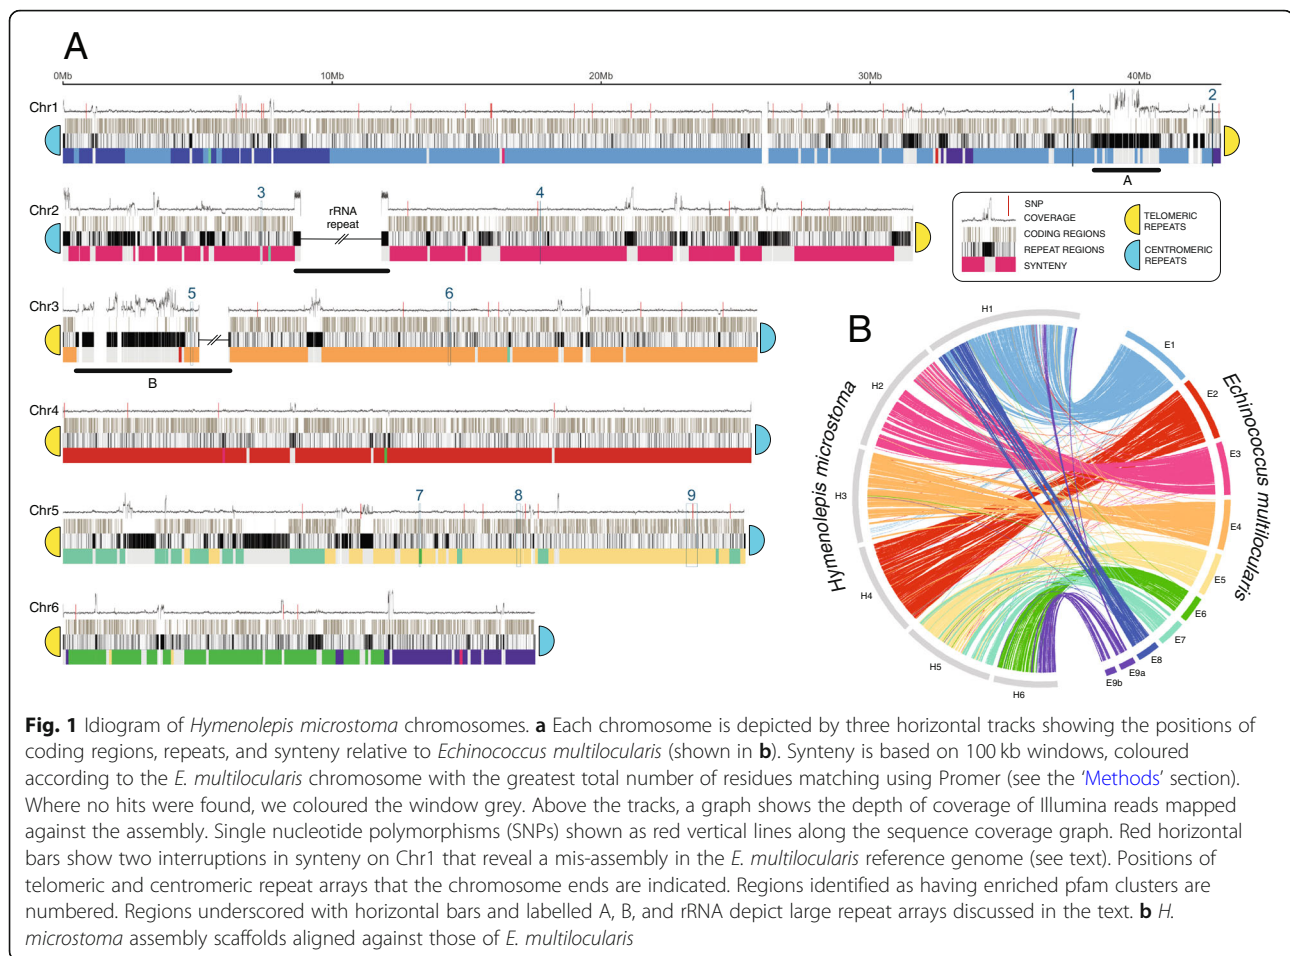 A
0Mb 10Mb 20Mb 30Mb 40Mb
Chr1
1
2
A
Chr2
3
4
rRNA
repeat
SNP
COVERAGE
CODING REGIONS
REPEAT REGIONS
SYNTENY
TELOMERIC
REPEATS
CENTROMERIC
REPEATS
Chr3
5
6
B
Chr4
Chr5
7
8
9
Chr6
B
Hymenolepis microstoma
H1
H2
H3
H4
H5
H6
Echinococcus multilocularis
E1
E2
E3
E4
E5
E6
E7
E8
E9a
E9b
Fig. 1 Idiogram of Hymenolepis microstoma chromosomes. a Each chromosome is depicted by three horizontal tracks showing the positions of
coding regions, repeats, and synteny relative to Echinococcus multilocularis (shown in b). Synteny is based on 100 kb windows, coloured
according to the E. multilocularis chromosome with the greatest total number of residues matching using Promer (see the ‘Methods’ section).
Where no hits were found, we coloured the window grey. Above the tracks, a graph shows the depth of coverage of Illumina reads mapped
against the assembly. Single nucleotide polymorphisms (SNPs) shown as red vertical lines along the sequence coverage graph. Red horizontal
bars show two interruptions in synteny on Chr1 that reveal a mis-assembly in the E. multilocularis reference genome (see text). Positions of
telomeric and centromeric repeat arrays that the chromosome ends are indicated. Regions identified as having enriched pfam clusters are
numbered. Regions underscored with horizontal bars and labelled A, B, and rRNA depict large repeat arrays discussed in the text. b H.
microstoma assembly scaffolds aligned against those of E. multilocularis